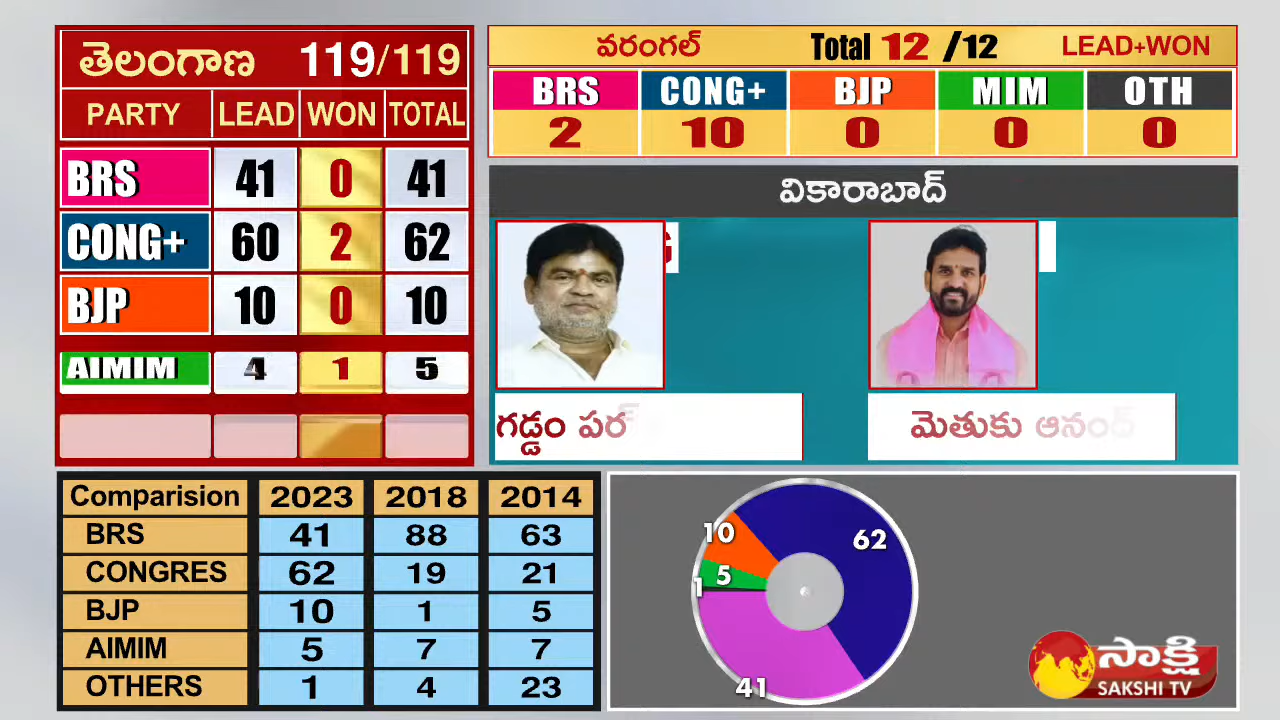 తెలంగాణ 119/119
PARTY LEAD WON TOTAL
BRS 41 0 41
CONG+ 60 2 62
BJP 10 0 10
AIMIM 4 1 5
వరంగల్ Total 12 /12 LEAD+WON
BRS CONG+ BJP MIM OTH
2 10 0 0 0
వికారాబాద్
గడ్డం పర
మెతుకు ఆనంద్
Comparision 2023 2018 2014
BRS 41 88 63
CONGRES 62 19 21
BJP 10 1 5
AIMIM 5 7 7
OTHERS 1 4 23
10 62
5
1
41
సాక్షి
SAKSHI TV